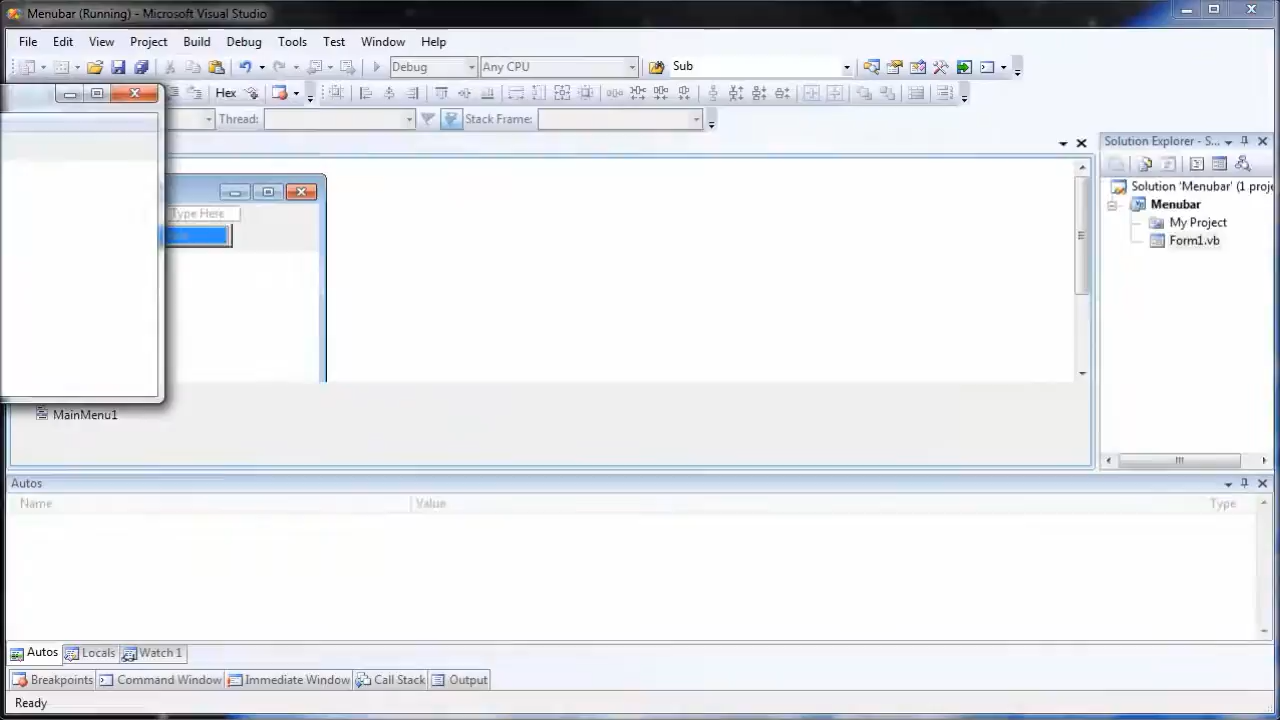 Menubar (Running) - Microsoft Visual Studio
File Edit View Project Build Debug Tools Test Window Help
Debug Any CPU Sub
Hex
Thread: Stack Frame:
Solution Explorer - S...
Type Here
Solution 'Menubar' (1 proje
Menubar
My Project
Form1.vb
MainMenu1
Autos
Name Value Type
Autos Locals Watch 1
Breakpoints Command Window Immediate Window Call Stack Output
Ready